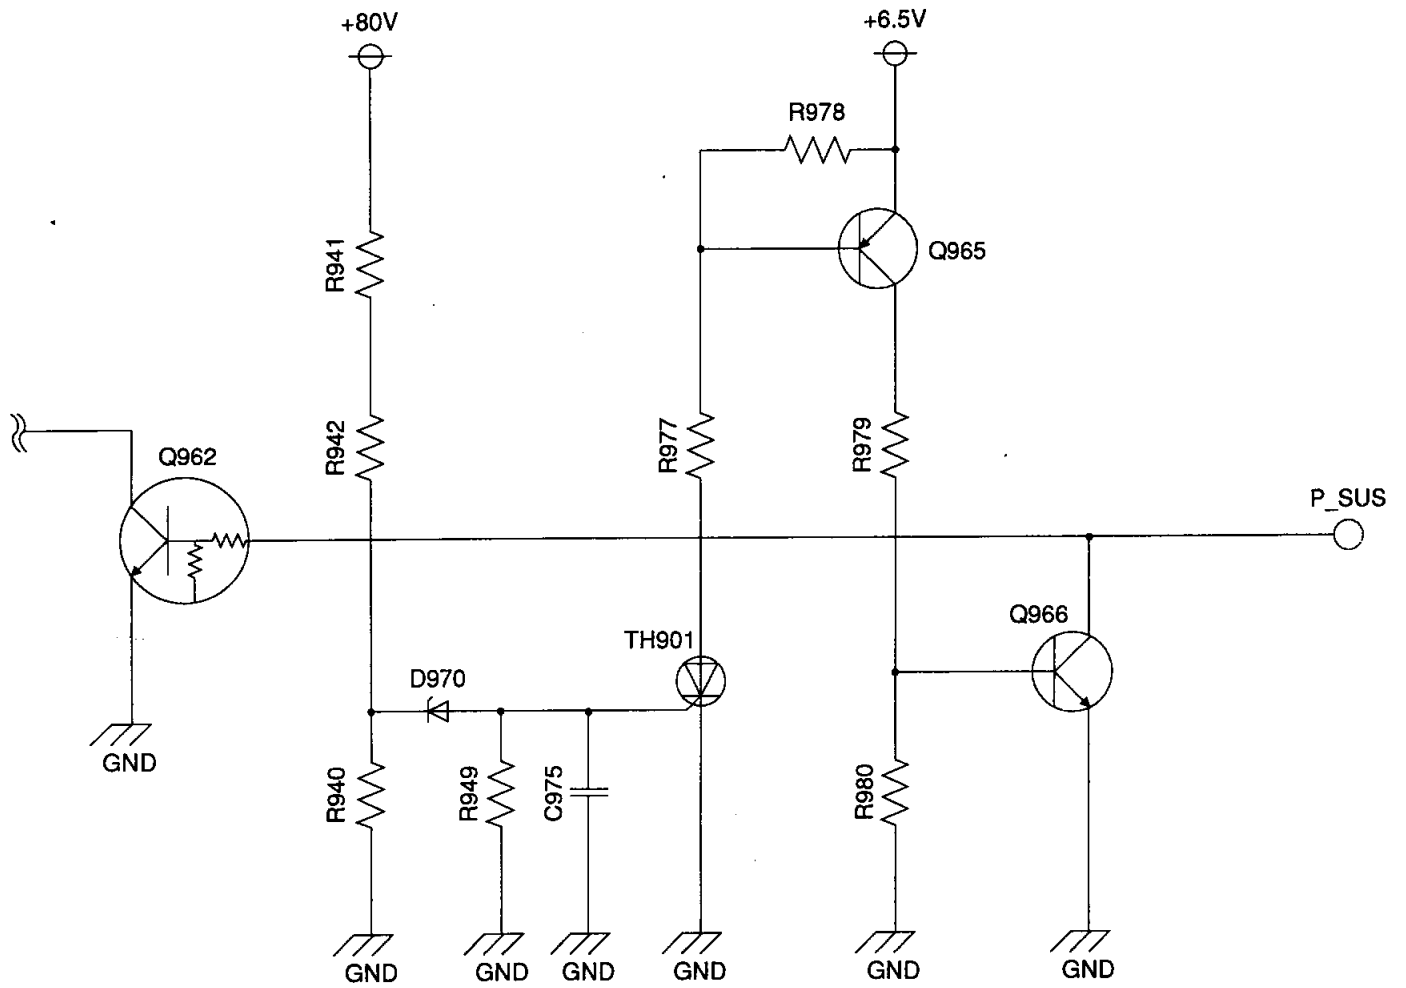 +80V
+6.5V
R978
Q965
R941
R942
R977
R979
Q962
P_SUS
Q966
TH901
D970
GND
R940
R949
C975
R980
GND
GND
GND
GND
GND
GND